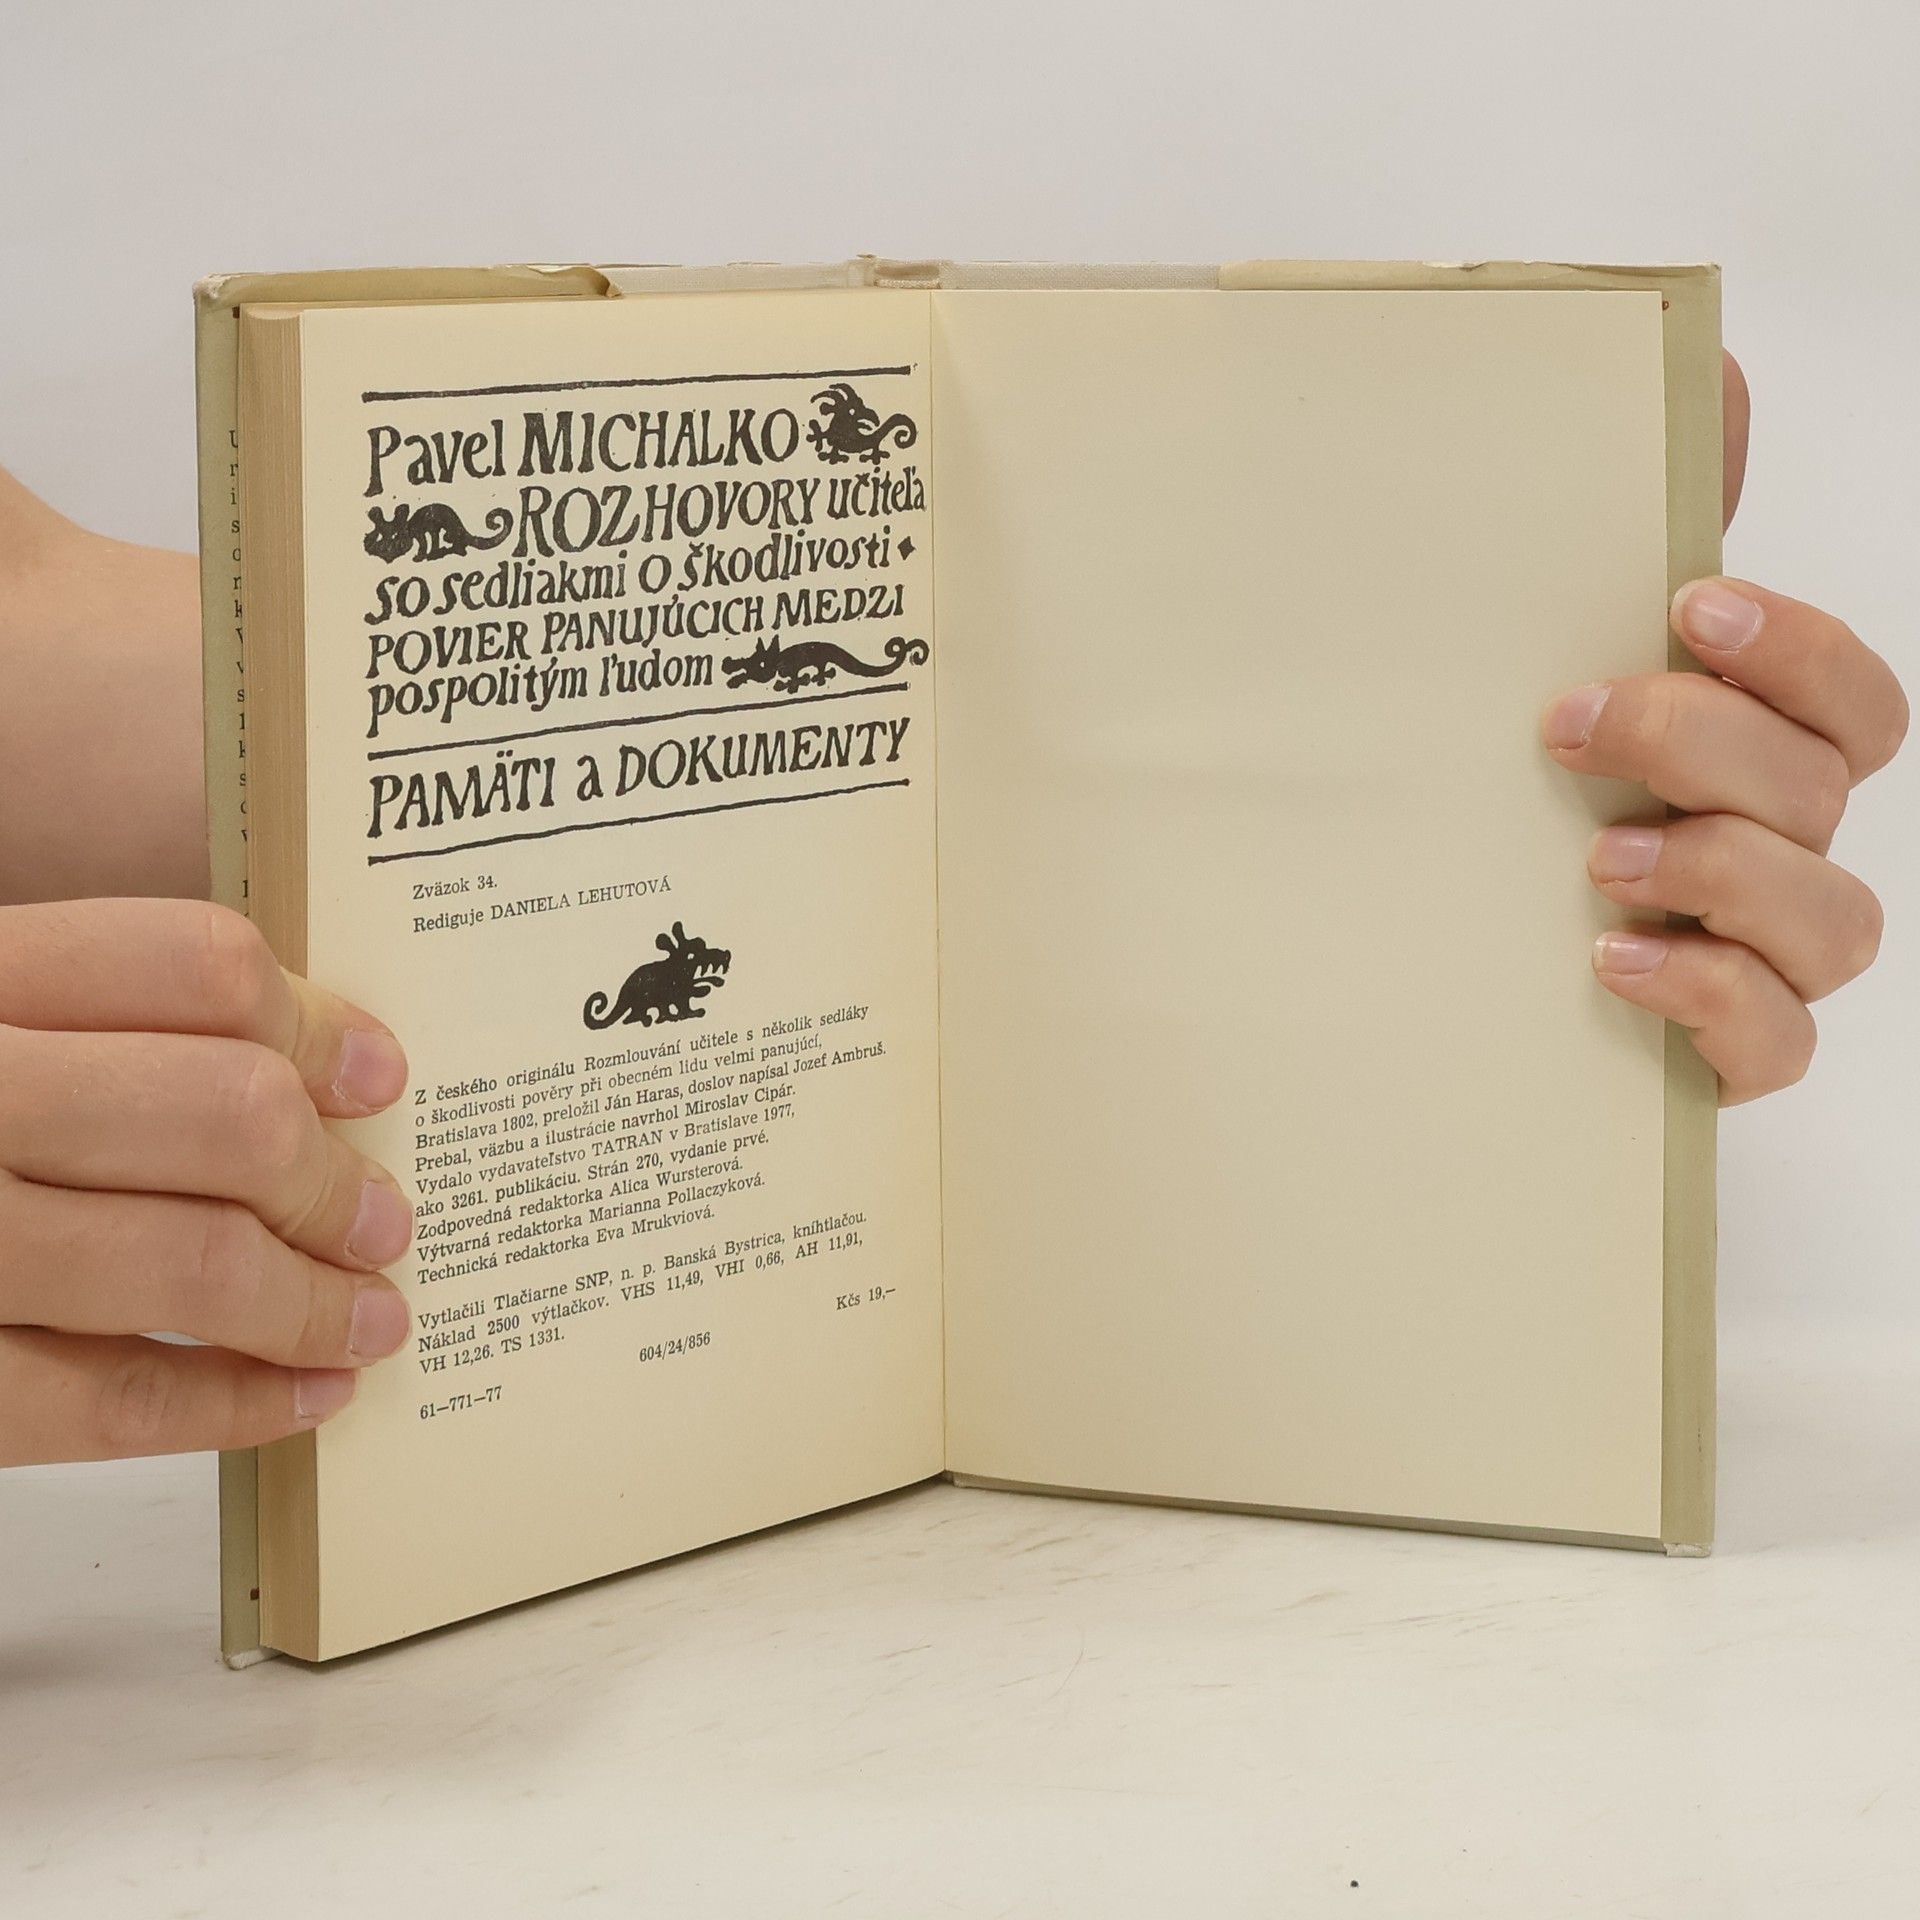 Pavel MICHALKO
ROZHOVORY učiteľa
so sedliakmi o škodlivosti
POVIER PANUJÚCICH MEDZI
pospolitým ľudom
PAMÄTI a DOKUMENTY
Zväzok 34.
Rediguje DANIELA LEHUTOVÁ
Z českého originálu Rozmlouvání učitele s několik sedláky
o škodlivosti pověry při obecném lidu velmi panující,
Bratislava 1802, preložil Ján Haras, doslov napísal Jozef Ambruš.
Prebal, väzbu a ilustrácie navrhol Miroslav Cipár.
Vydalo vydavateľstvo TATRAN v Bratislave 1977,
ako 3261. publikáciu. Strán 270, vydanie prvé.
Zodpovedná redaktorka Alica Wursterová.
Výtvarná redaktorka Marianna Pollaczyková.
Technická redaktorka Eva Mrukviová.
Vytlačili Tlačiarne SNP, n. p. Banská Bystrica, kníhtlačou.
Náklad 2500 výtlačkov. VHS 11,49, VHI 0,66, AH 11,91,
VH 12,26. TS 1331.
Kčs 19,–
604/24/856
61–771–77